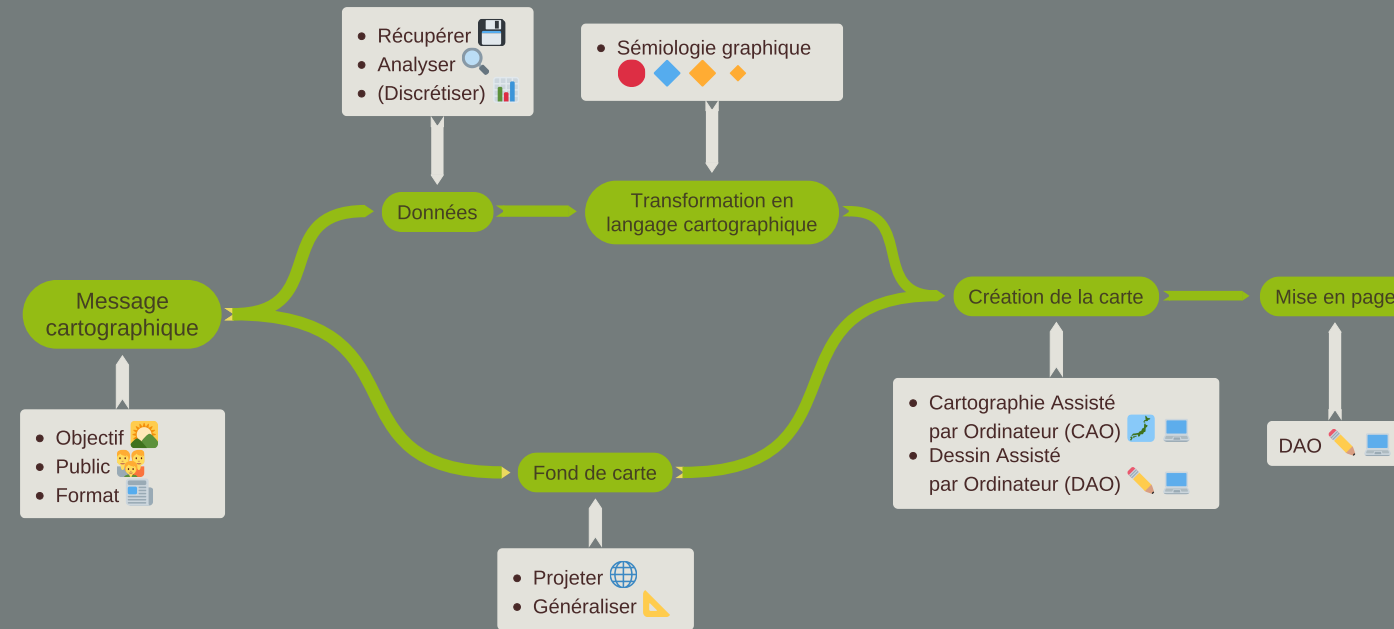 Récupérer
Analyser
(Discrétiser)
Sémiologie graphique
Données
Transformation en
langage cartographique
Message
cartographique
Objectif
Public
Format
Fond de carte
Projeter
Généraliser
Création de la carte
Cartographie Assisté
par Ordinateur (CAO)
Dessin Assisté
par Ordinateur (DAO)
Mise en page
DAO